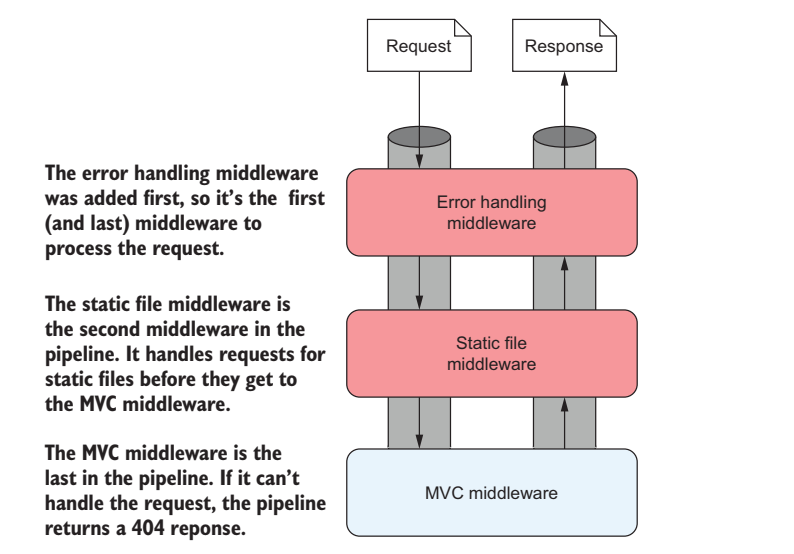 Request
Response
The error handling middleware
was added first, so it's the first
(and last) middleware to
process the request.
Error handling
middleware
The static file middleware is
the second middleware in the
pipeline. It handles requests for
static files before they get to
the MVC middleware.
Static file
middleware
The MVC middleware is the
last in the pipeline. If it can't
handle the request, the pipeline
returns a 404 reponse.
MVC middleware